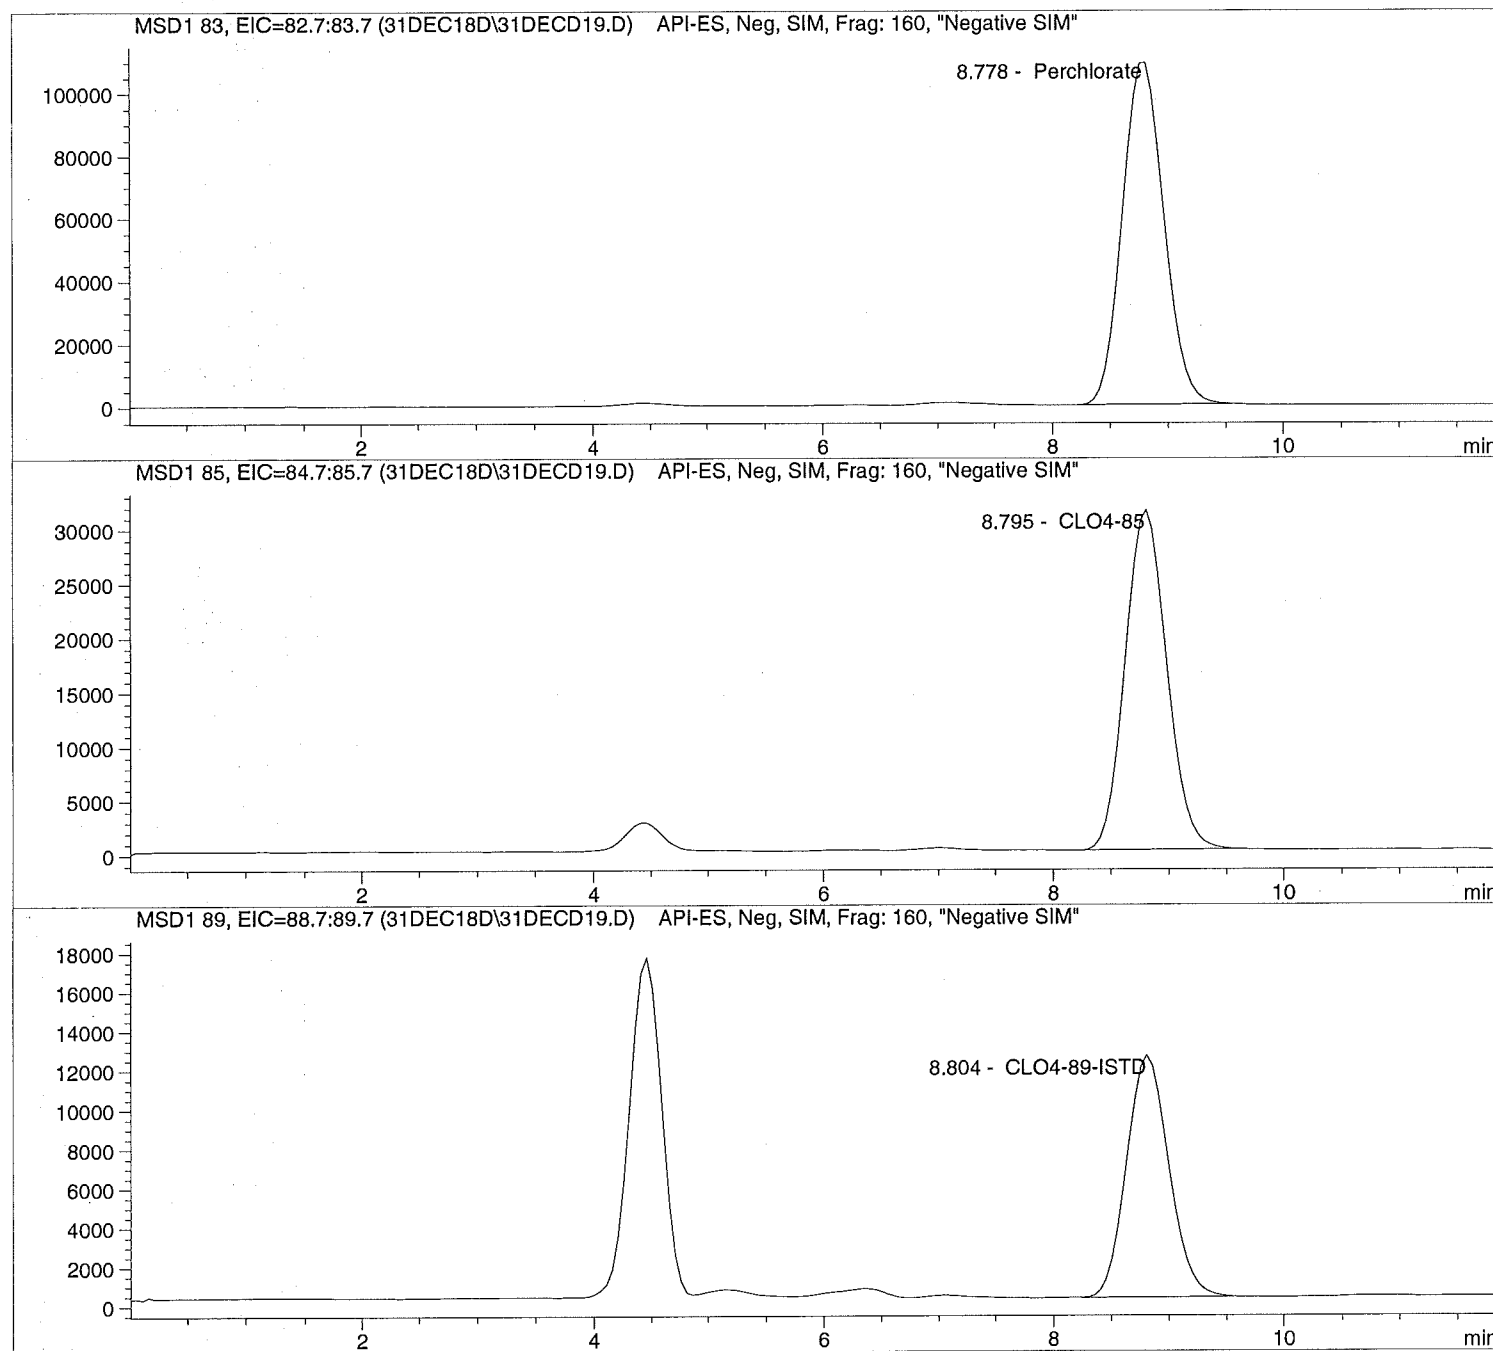 MSD1 83, EIC=82.7:83.7 (31DEC18D\31DECD19.D) API-ES, Neg, SIM, Frag: 160, "Negative SIM"
8.778 - Perchlorate
100000
80000
60000
40000
20000
0
2 4 6 8 10 min
MSD1 85, EIC=84.7:85.7 (31DEC18D\31DECD19.D) API-ES, Neg, SIM, Frag: 160, "Negative SIM"
8.795 - CLO4-85
30000
25000
20000
15000
10000
5000
0
2 4 6 8 10 min
MSD1 89, EIC=88.7:89.7 (31DEC18D\31DECD19.D) API-ES, Neg, SIM, Frag: 160, "Negative SIM"
18000
16000
14000
8.804 - CLO4-89-ISTD
12000
10000
8000
6000
4000
2000
0
2 4 6 8 10 min